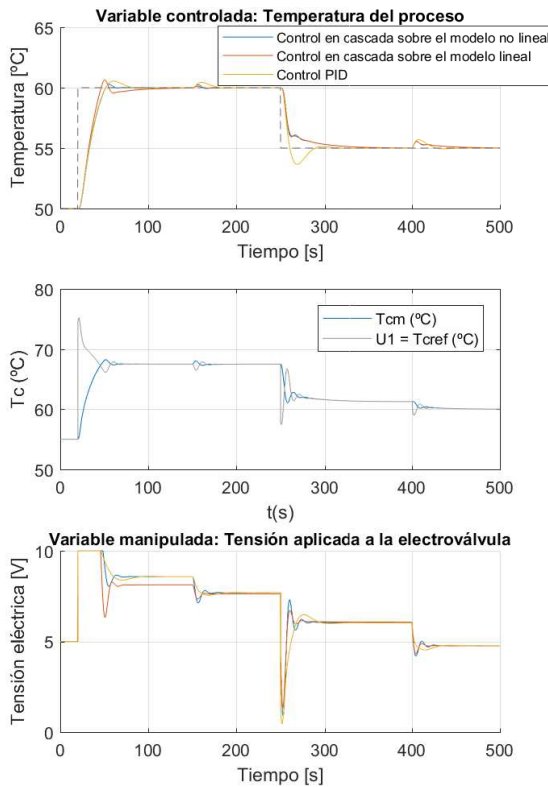 Variable controlada: Temperatura del proceso
Control en cascada sobre el modelo no lineal
Control en cascada sobre el modelo lineal
Control PID
Temperatura [ºC]
65
60
55
50
0 100 200 300 400 500
Tiempo [s]
Tcm (ºC)
U1 = Tcref (ºC)
Tc (ºC)
80
70
60
50
0 100 200 300 400 500
t(s)
Variable manipulada: Tensión aplicada a la electroválvula
Tensión eléctrica [V]
10
5
0
0 100 200 300 400 500
Tiempo [s]